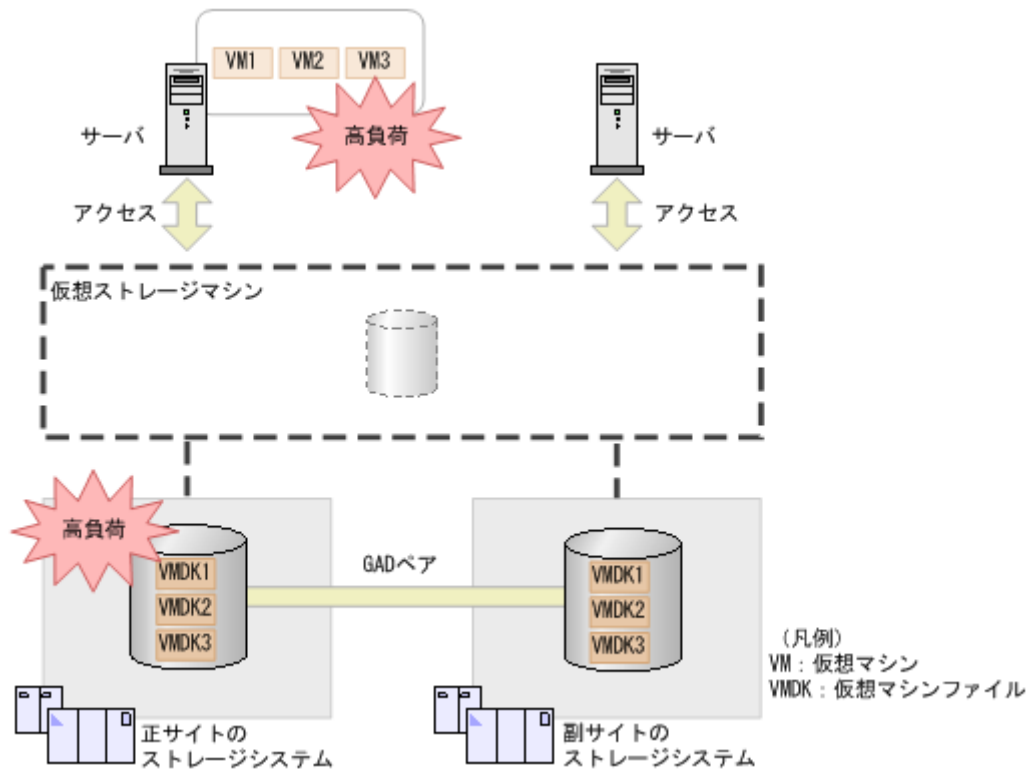 VM1 VM2 VM3
高負荷
サーバ
サーバ
アクセス
アクセス
仮想ストレージマシン
高負荷
GADペア
VMDK1
VMDK2
VMDK3
VMDK1
VMDK2
VMDK3
(凡例)
VM:仮想マシン
VMDK:仮想マシンファイル
正サイトの
ストレージシステム
副サイトの
ストレージシステム